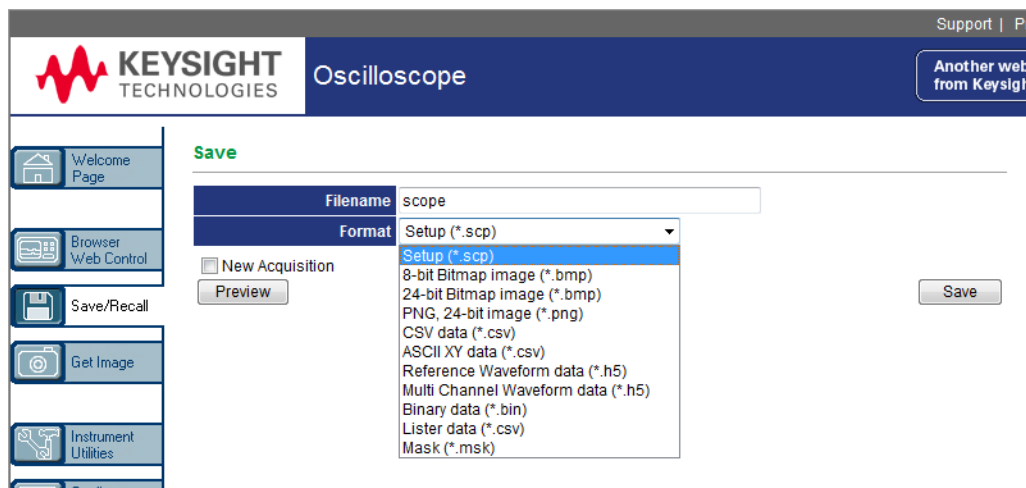 Support | P
KEYSIGHT
TECHNOLOGIES
Oscilloscope
Another web
from Keysigh
Welcome
Page
Browser
Web Control
Save/Recall
Get Image
Instrument
Utilities
Save
Filename scope
Format Setup (*.scp)
Setup (*.scp)
8-bit Bitmap image (*.bmp)
24-bit Bitmap image (*.bmp)
PNG, 24-bit image (*.png)
CSV data (*.csv)
ASCII XY data (*.csv)
Reference Waveform data (*.h5)
Multi Channel Waveform data (*.h5)
Binary data (*.bin)
Lister data (*.csv)
Mask (*.msk)
New Acquisition
Preview
Save